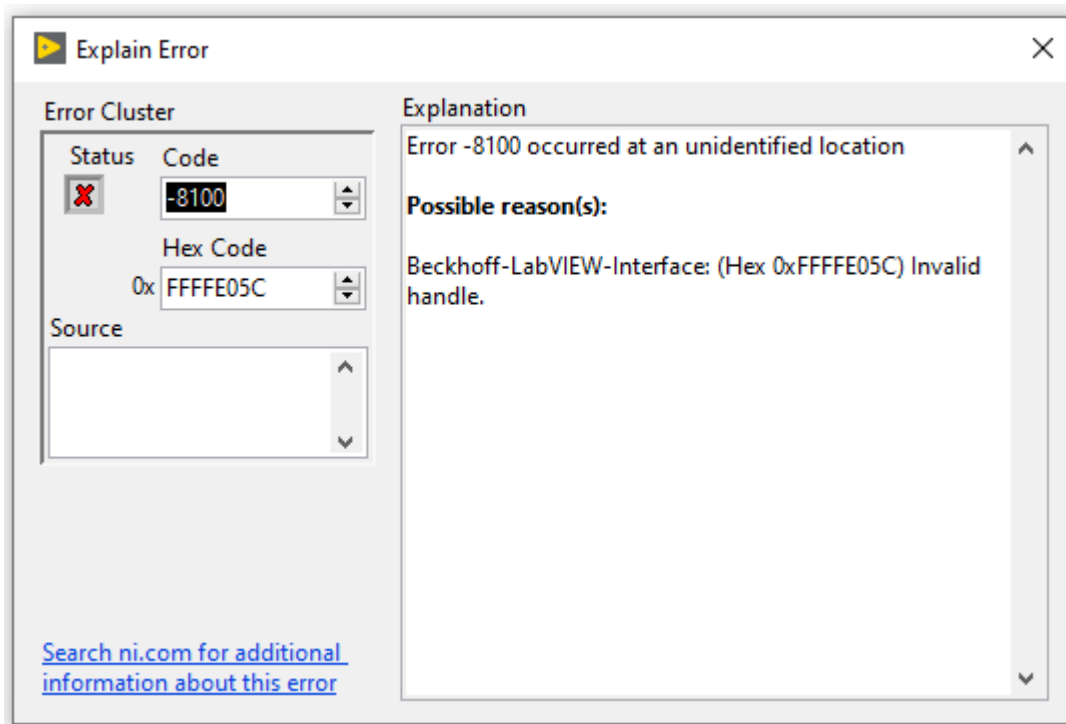 Explain Error
Error Cluster
Status Code
-8100
Hex Code
0x FFFFE05C
Source
Search ni.com for additional
information about this error
Explanation
Error -8100 occurred at an unidentified location
Possible reason(s):
Beckhoff-LabVIEW-Interface: (Hex 0xFFFFE05C) Invalid
handle.